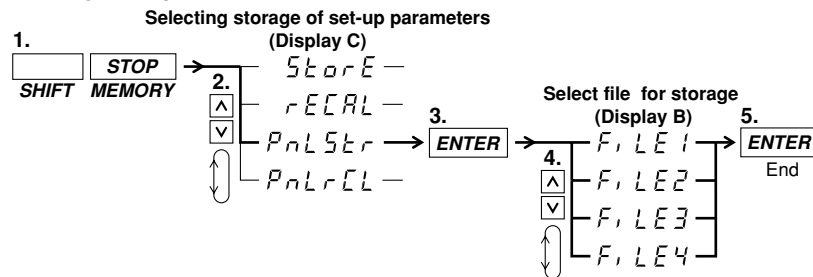 Selecting storage of set-up parameters
(Display C)
1.
STOP
SHIFT MEMORY
2.
StorE
rECAL
PnLStr
PnLrCL
3.
ENTER
Select file for storage
(Display B)
4.
FiLE1
FiLE2
FiLE3
FiLE4
5.
ENTER
End